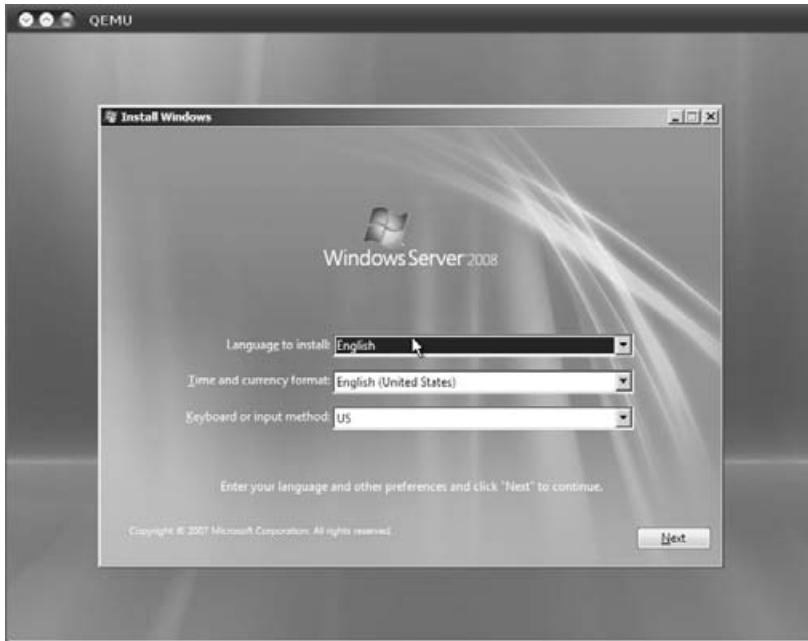 QEMU
Install Windows
Windows Server 2008
Language to install: English
Time and currency format: English (United States)
Keyboard or input method: US
Enter your language and other preferences and click "Next" to continue.
Copyright © 2007 Microsoft Corporation. All rights reserved.
Next